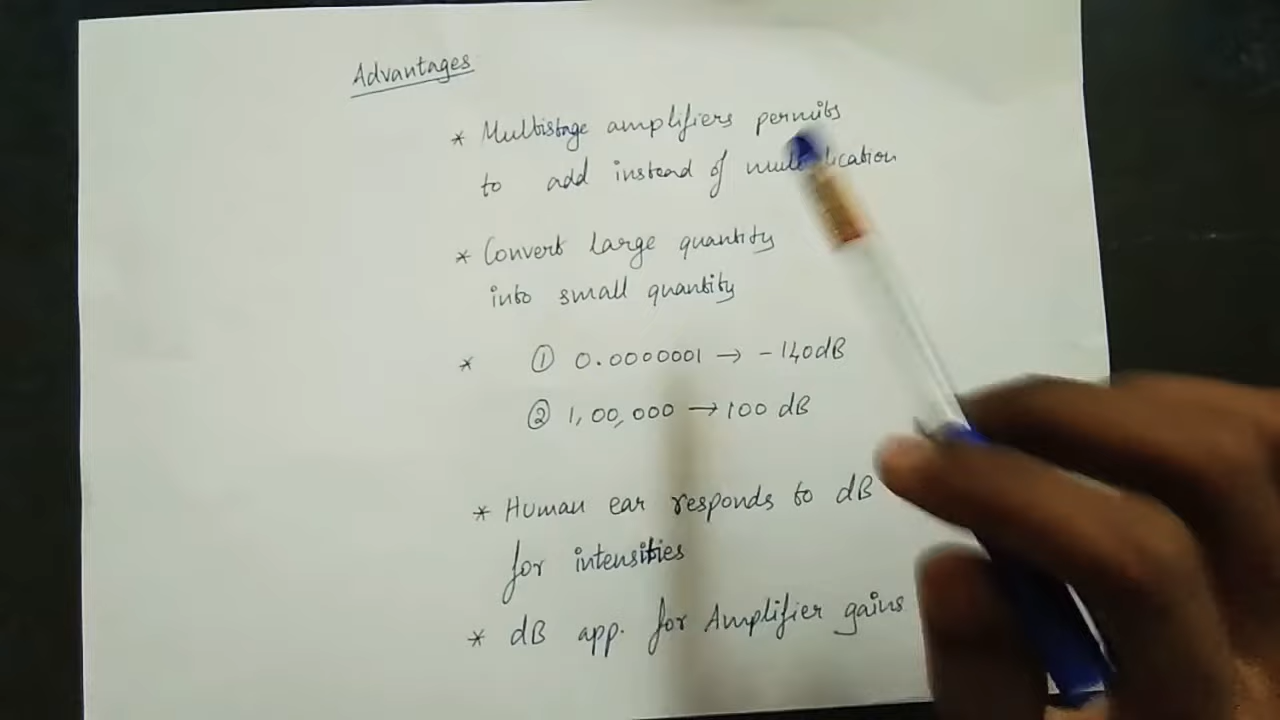 Advantages
* Multistage amplifiers permits
to add instead of multiplication
* Convert large quantity
into small quantity
* ① 0.0000001 → - 140dB
② 1,00,000 → 100 dB
* Human ear responds to dB
for intensities
* dB app. for Amplifier gains